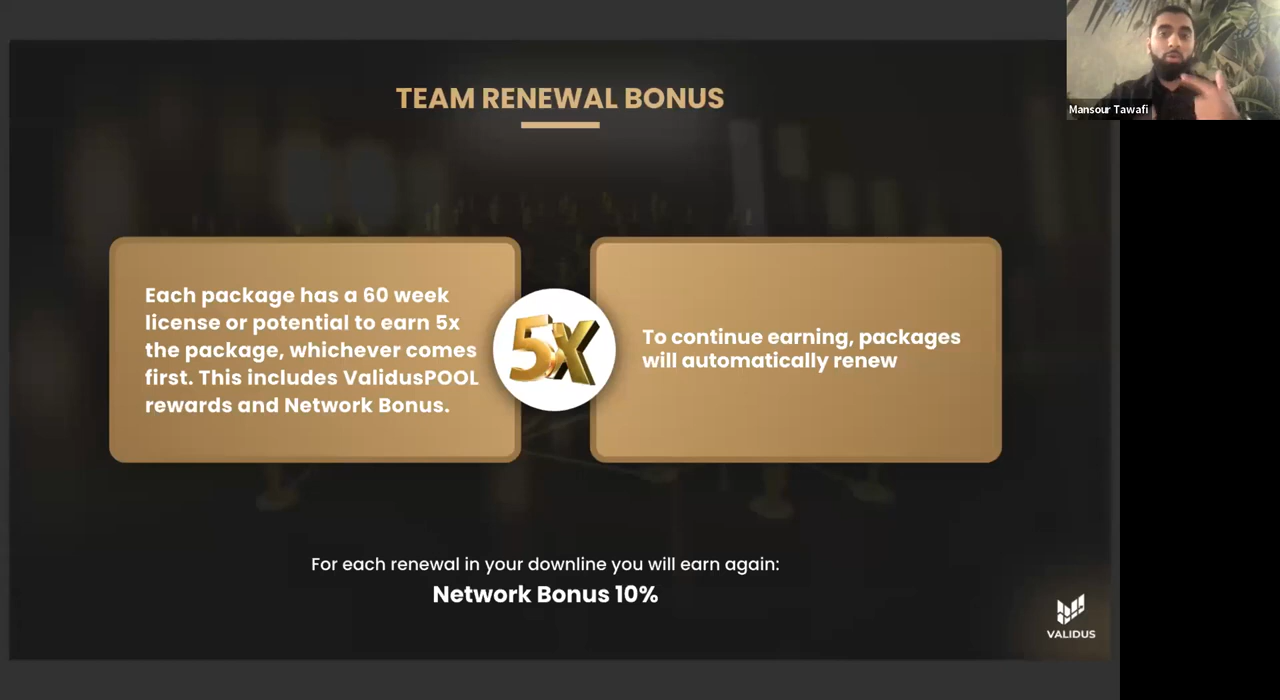 Mansour Tawafi
TEAM RENEWAL BONUS
Each package has a 60 week
license or potential to earn 5x
the package, whichever comes
first. This includes ValidusPOOL
rewards and Network Bonus.
5X
To continue earning, packages
will automatically renew
For each renewal in your downline you will earn again:
Network Bonus 10%
VALIDUS